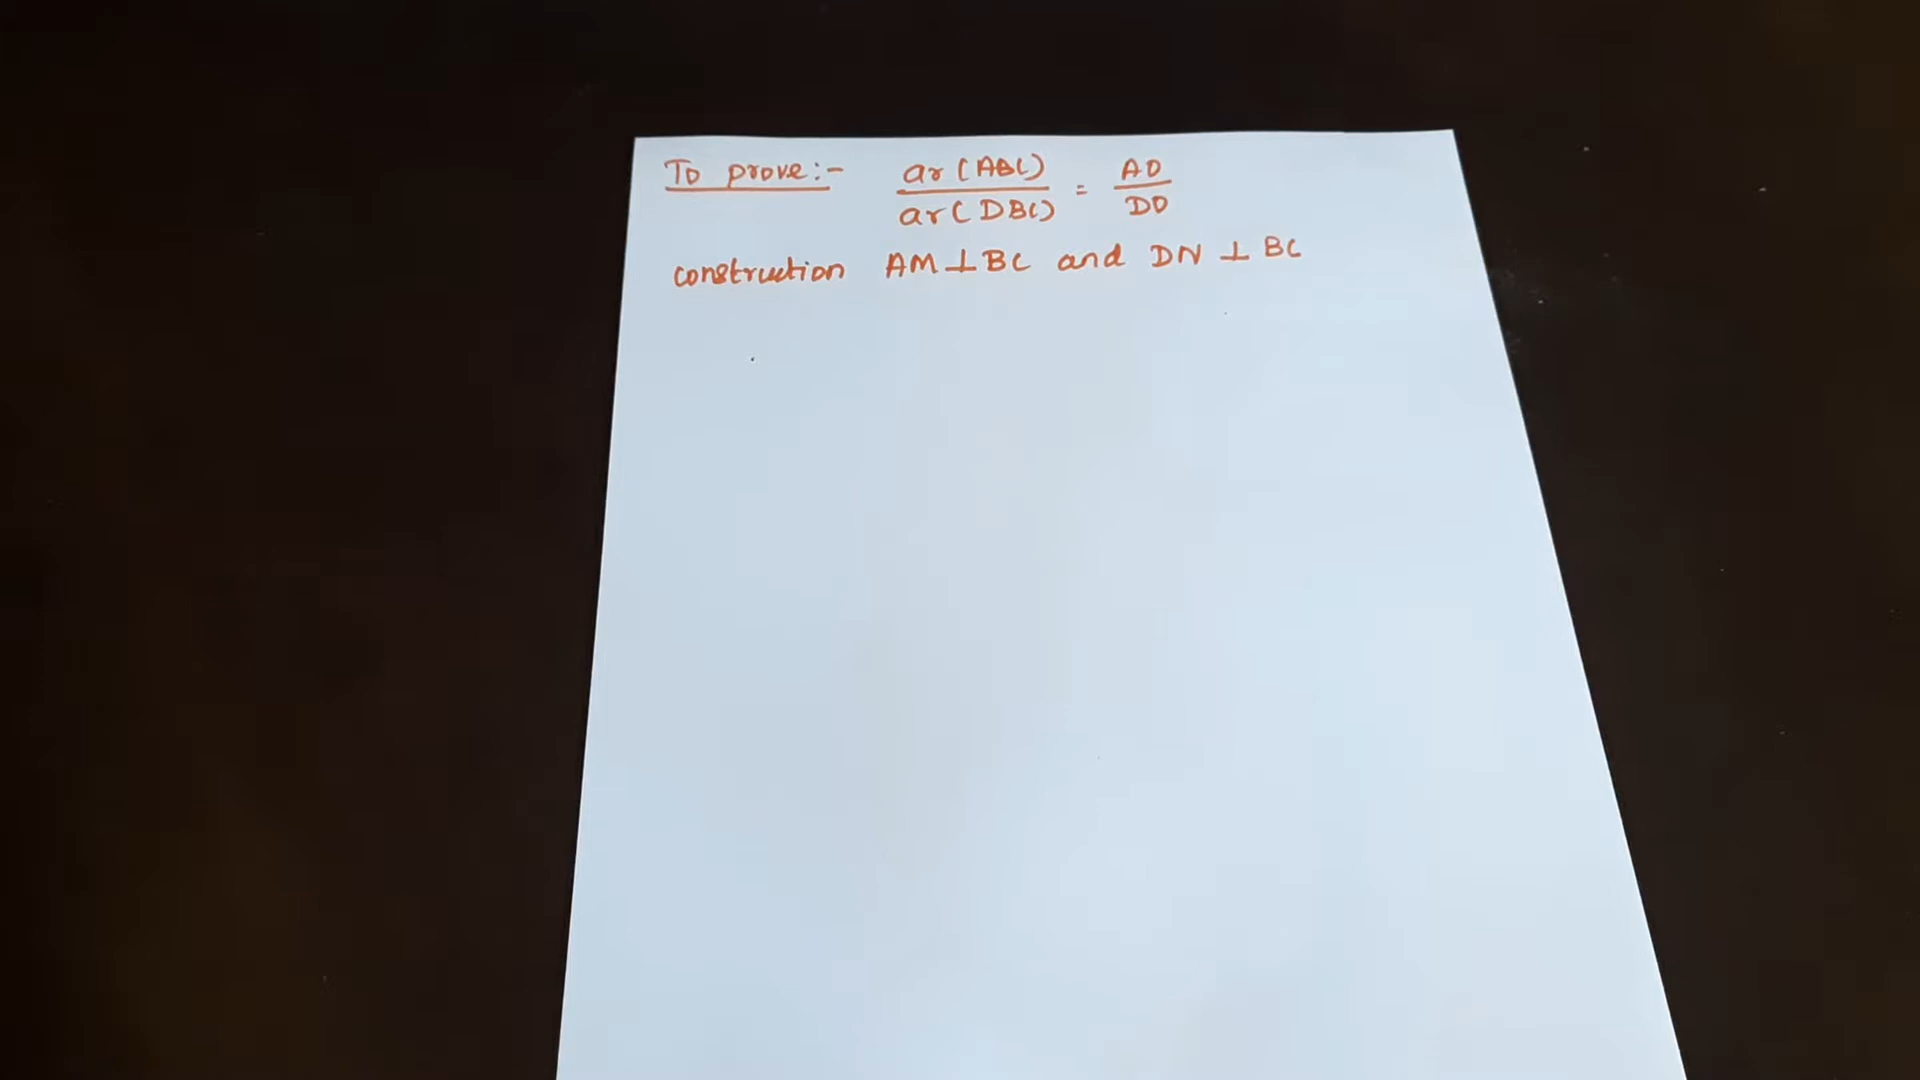 To prove:- ar(ABC)/ar(DBC) = AO/DO
construction AM⊥BC and DN ⊥ BC